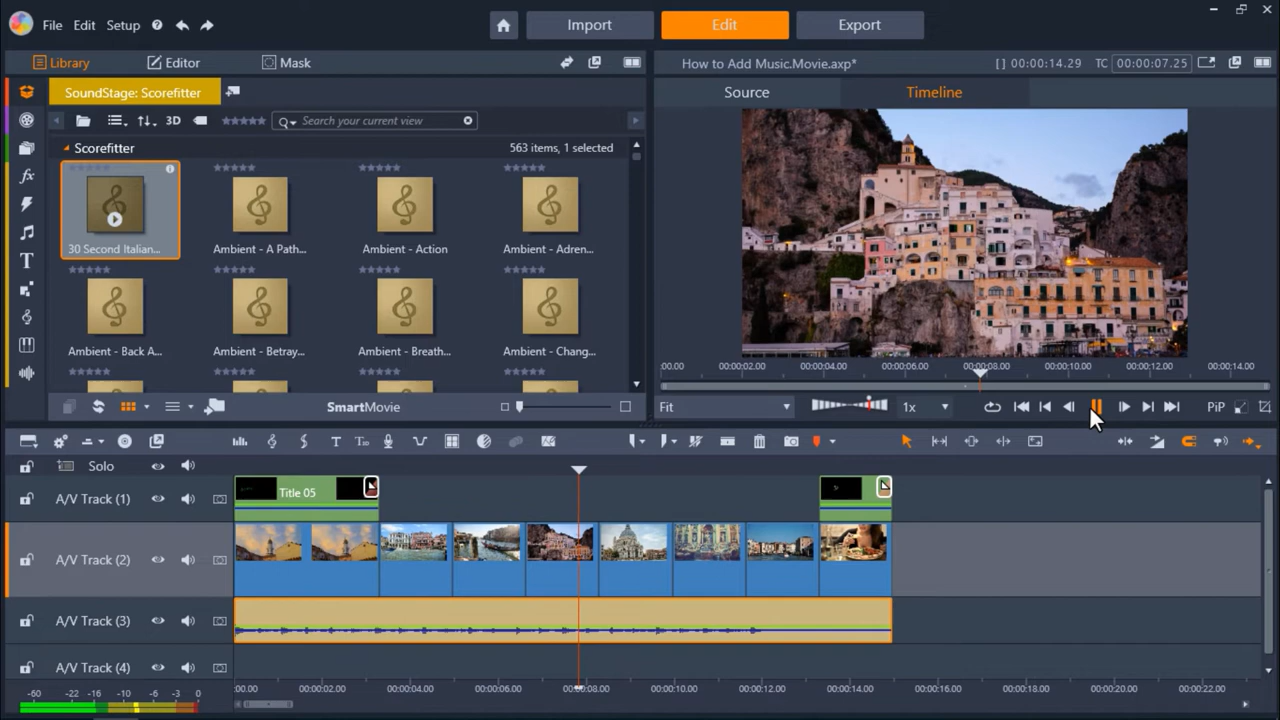 File Edit Setup Import Edit Export
Library Editor Mask How to Add Music.Movie.axp* [] 00:00:14.29 TC 00:00:07.25
SoundStage: Scorefitter Source Timeline
3D Search your current view
Scorefitter 563 items, 1 selected
30 Second Italian... Ambient - A Path... Ambient - Action Ambient - Adren...
Ambient - Back A... Ambient - Betray... Ambient - Breath... Ambient - Chang...
:00.00 00:00:02.00 00:00:04.00 00:00:06.00 00:00:08.00 00:00:10.00 00:00:12.00 00:00:14.00
SmartMovie Fit 1x PiP
Solo
A/V Track (1) Title 05
A/V Track (2)
A/V Track (3)
A/V Track (4)
-60 -22 -16 -10 -6 -3 0
:00.00 00:00:02.00 00:00:04.00 00:00:06.00 00:00:08.00 00:00:10.00 00:00:12.00 00:00:14.00 00:00:16.00 00:00:18.00 00:00:20.00 00:00:22.00